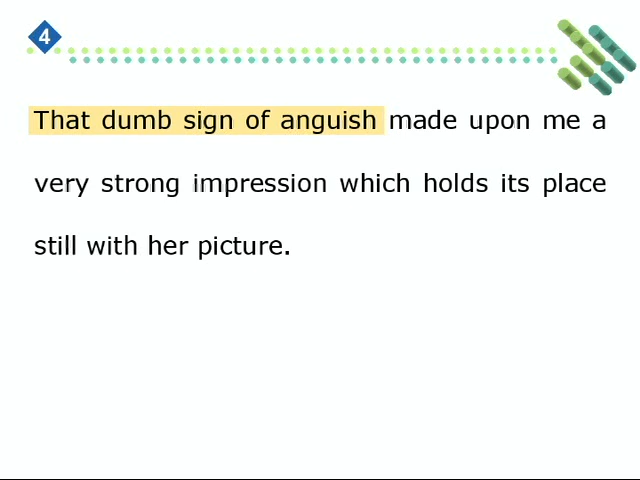 4
That dumb sign of anguish made upon me a
very strong impression which holds its place
still with her picture.